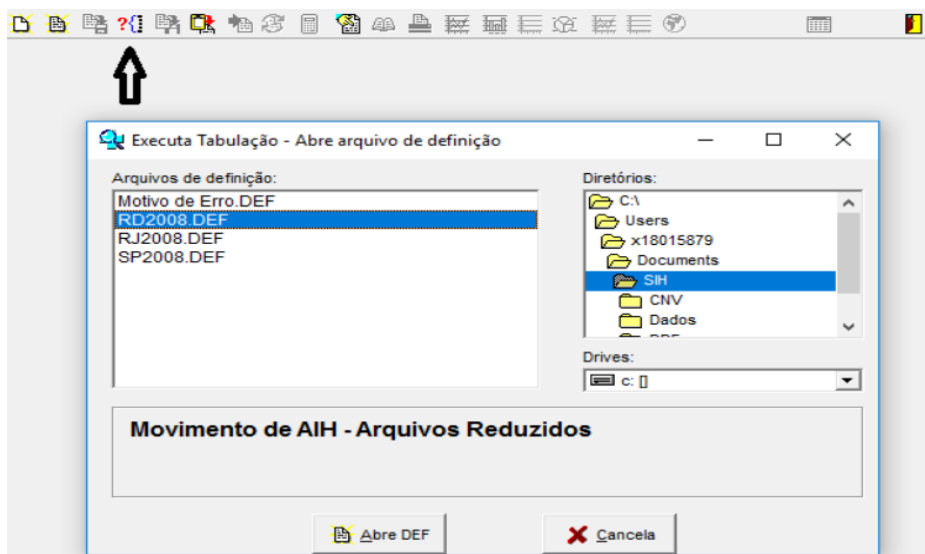 ?{}
Executa Tabulação - Abre arquivo de definição
Arquivos de definição:
Motivo de Erro.DEF
RD2008.DEF
RJ2008.DEF
SP2008.DEF
Diretórios:
C:\
Users
x18015879
Documents
SIH
CNV
Dados
Drives:
c: []
Movimento de AIH - Arquivos Reduzidos
Abre DEF
Cancela